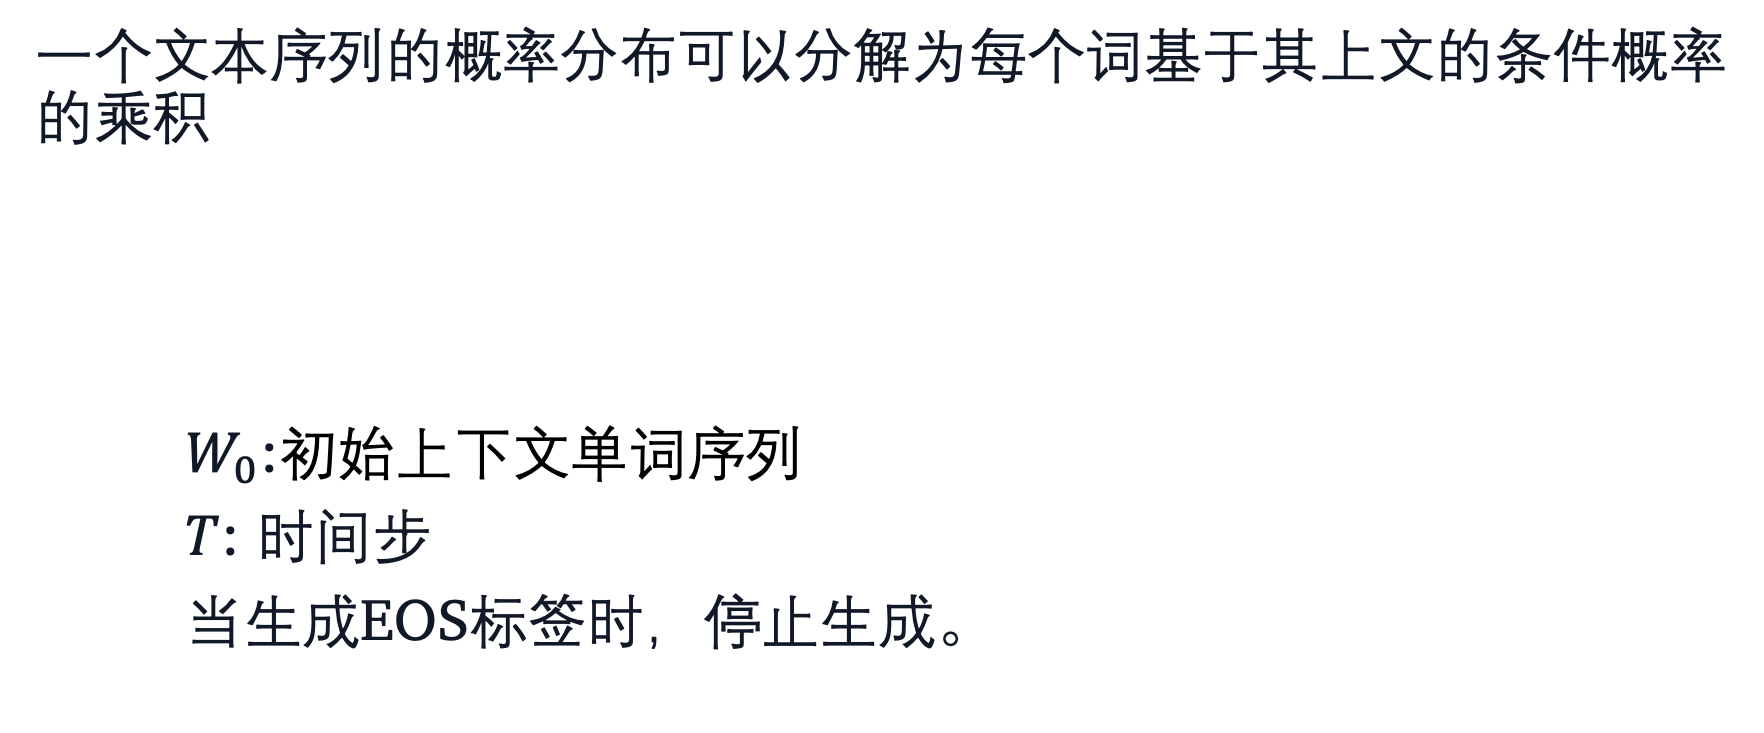 一个文本序列的概率分布可以分解为每个词基于其上文的条件概率
的乘积
W₀:初始上下文单词序列
T: 时间步
当生成EOS标签时，停止生成。